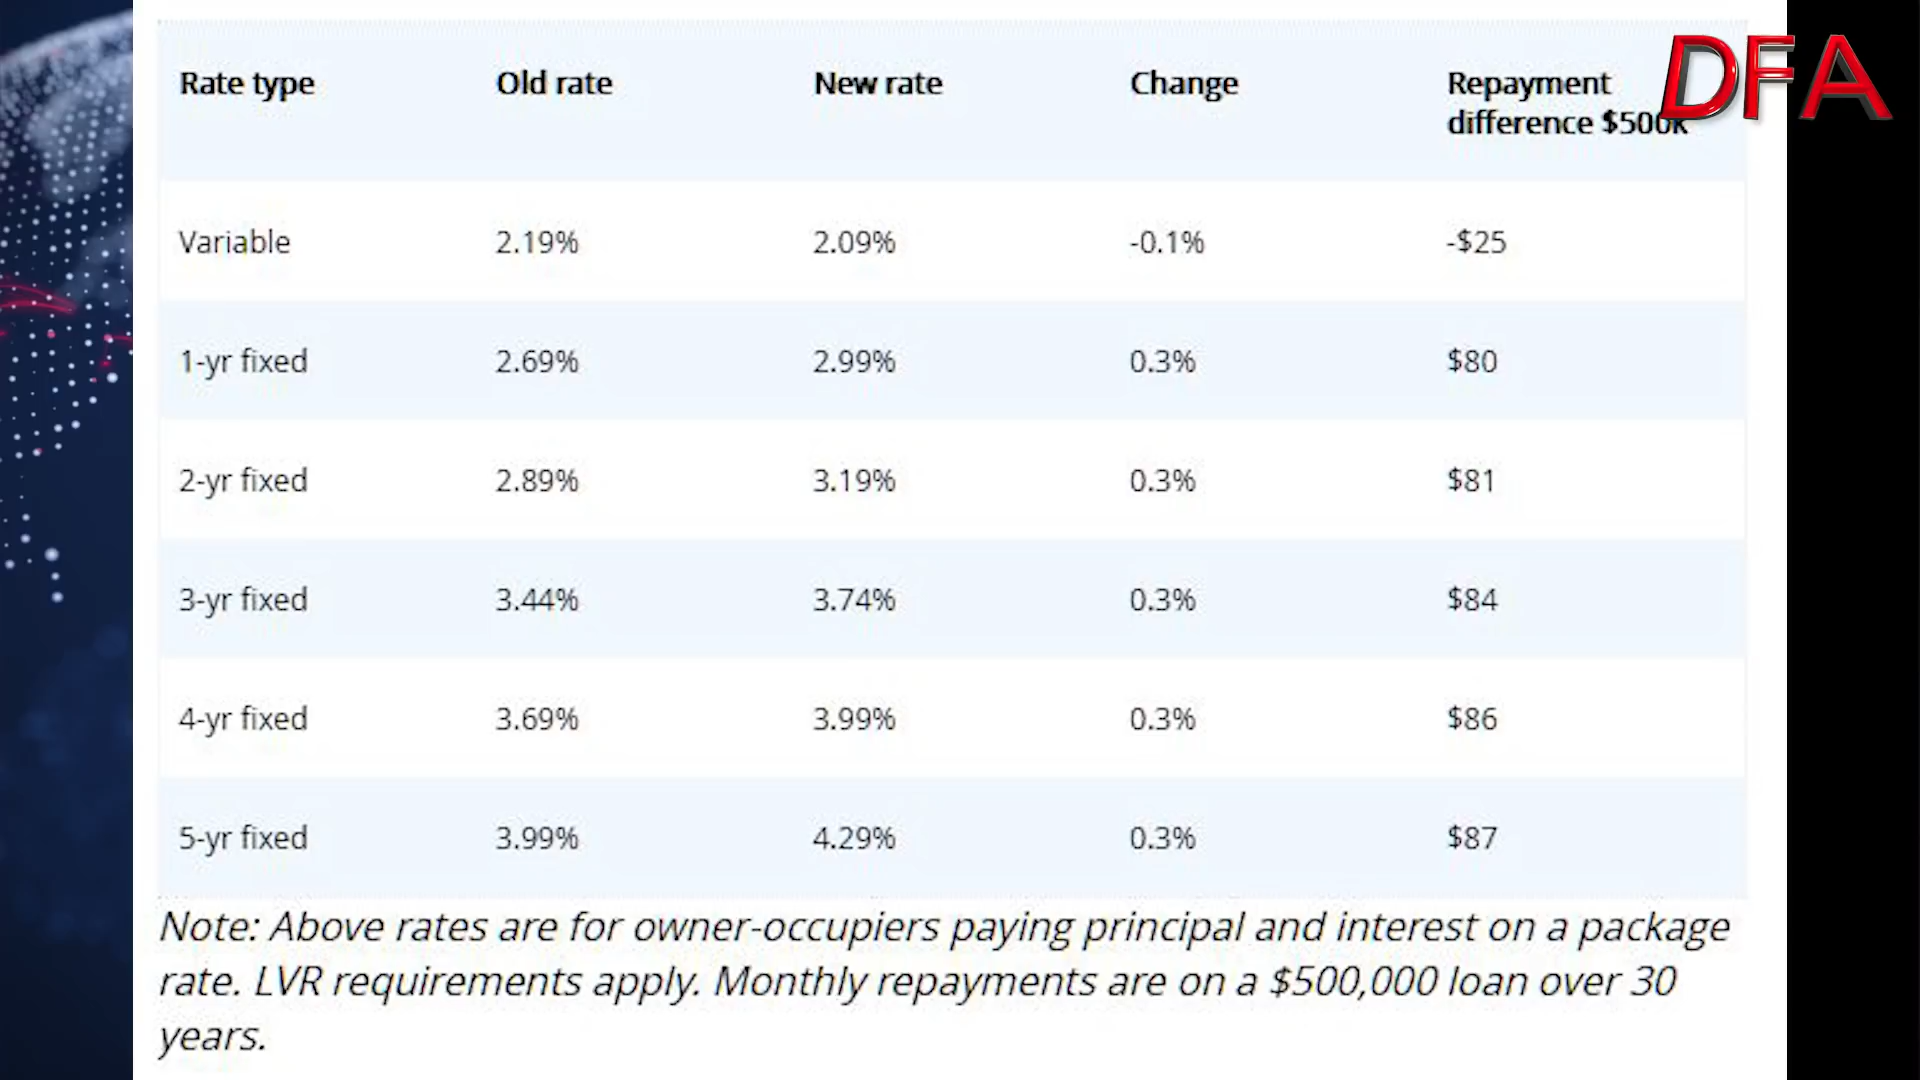 DFA
Rate type Old rate New rate Change Repayment
difference $500k
Variable 2.19% 2.09% -0.1% -$25
1-yr fixed 2.69% 2.99% 0.3% $80
2-yr fixed 2.89% 3.19% 0.3% $81
3-yr fixed 3.44% 3.74% 0.3% $84
4-yr fixed 3.69% 3.99% 0.3% $86
5-yr fixed 3.99% 4.29% 0.3% $87
Note: Above rates are for owner-occupiers paying principal and interest on a package
rate. LVR requirements apply. Monthly repayments are on a $500,000 loan over 30
years.